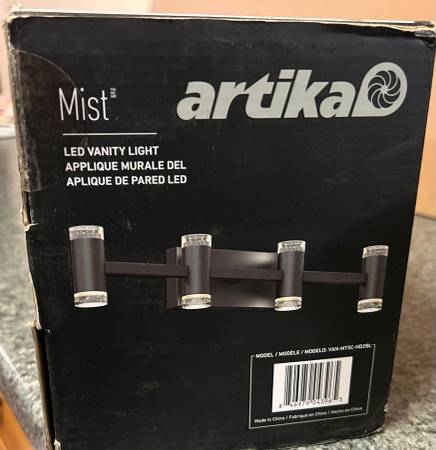 Mist
artika
LED VANITY LIGHT
APPLIQUE MURALE DEL
APLIQUE DE PARED LED
MODEL / MODÈLE / MODELO: VAN-MT5C-HD2BL
Made in China / Fabriqué en Chine / Hecho en China